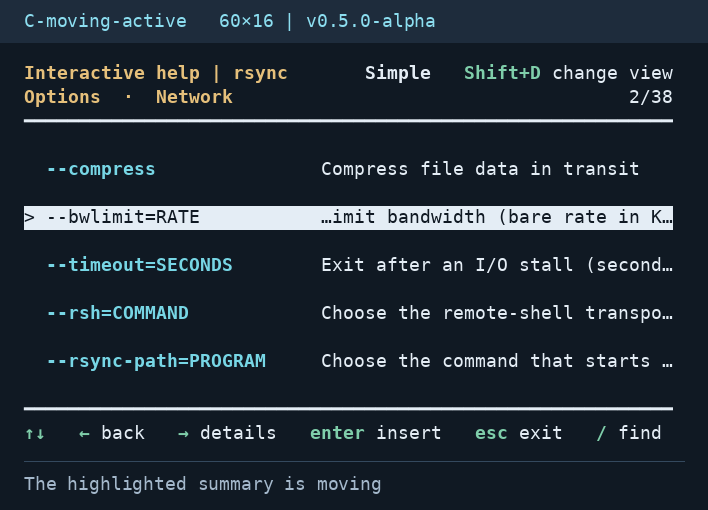 C-moving-active   60×16 | v0.5.0-alpha
Interactive help | rsync       Simple   Shift+D change view
Options  ·  Network                                    2/38
--compress               Compress file data in transit
> --bwlimit=RATE           …imit bandwidth (bare rate in K…
--timeout=SECONDS        Exit after an I/O stall (second…
--rsh=COMMAND            Choose the remote-shell transpo…
--rsync-path=PROGRAM     Choose the command that starts …
↑↓   ← back   → details   enter insert   esc exit   / find
The highlighted summary is moving